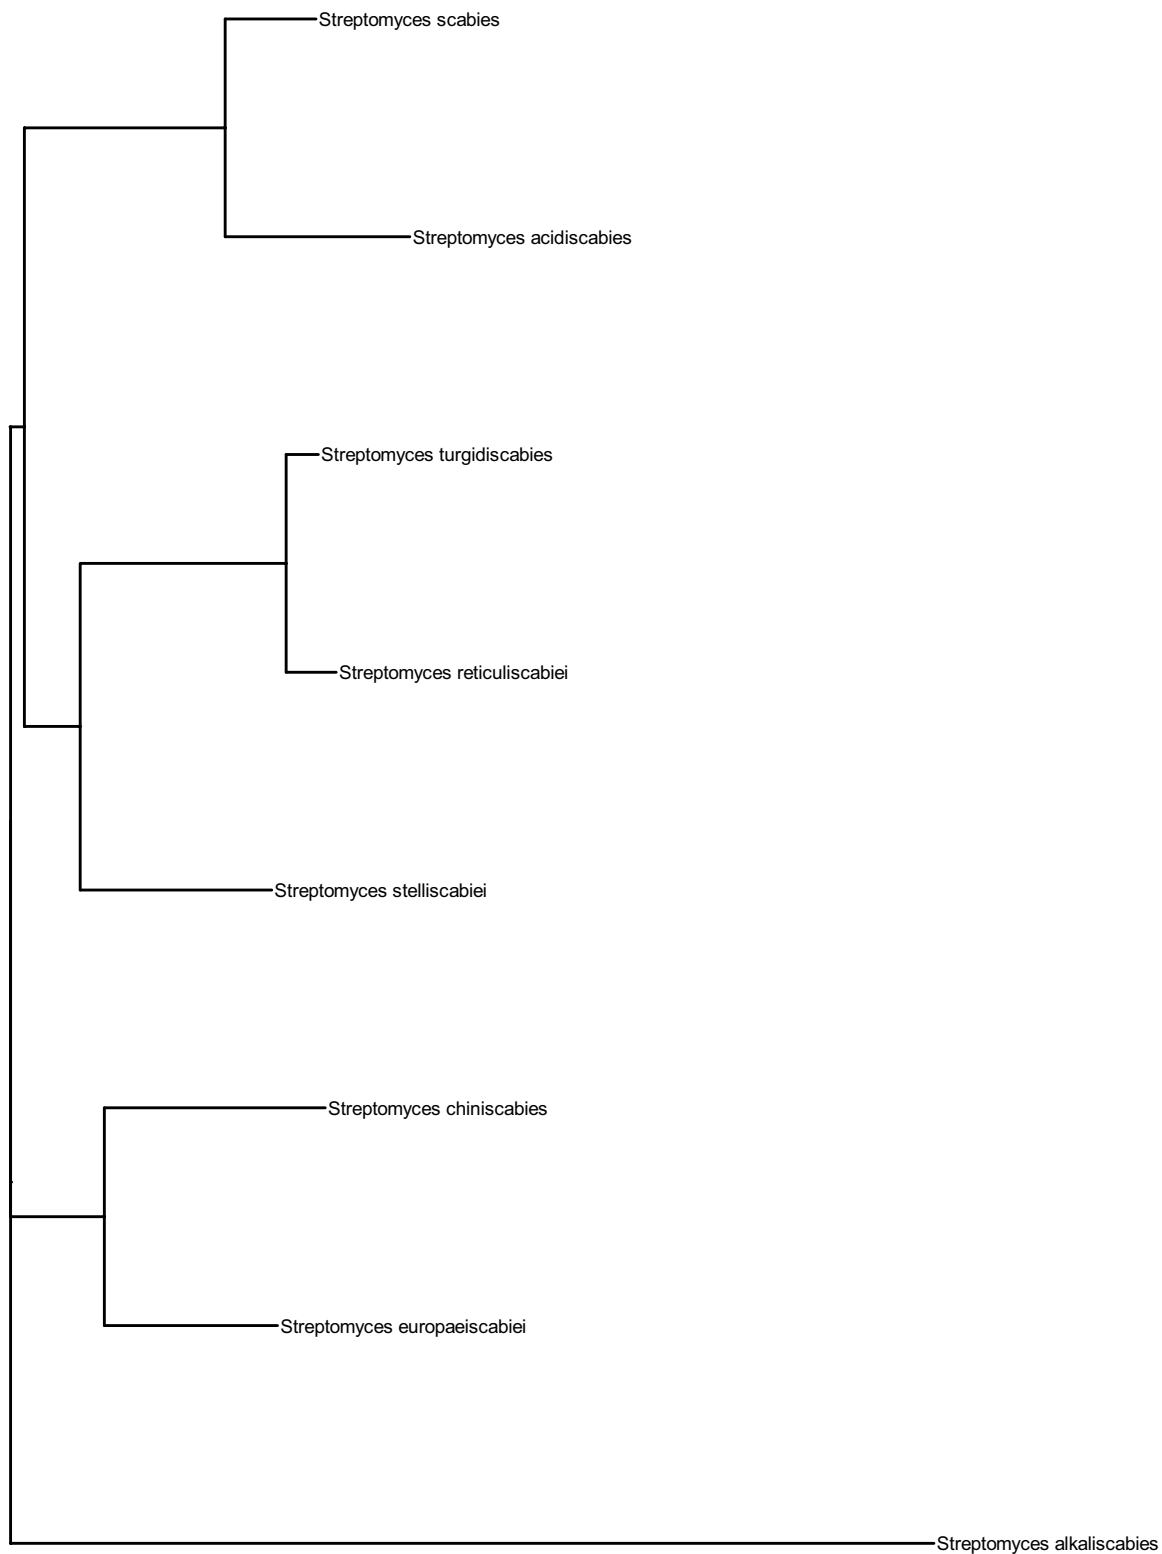 Streptomyces scabies
Streptomyces acidiscabies
Streptomyces turgidiscabies
Streptomyces reticuliscabiei
Streptomyces stelliscabiei
Streptomyces chiniscabies
Streptomyces europaeiscabiei
Streptomyces alkaliscabies